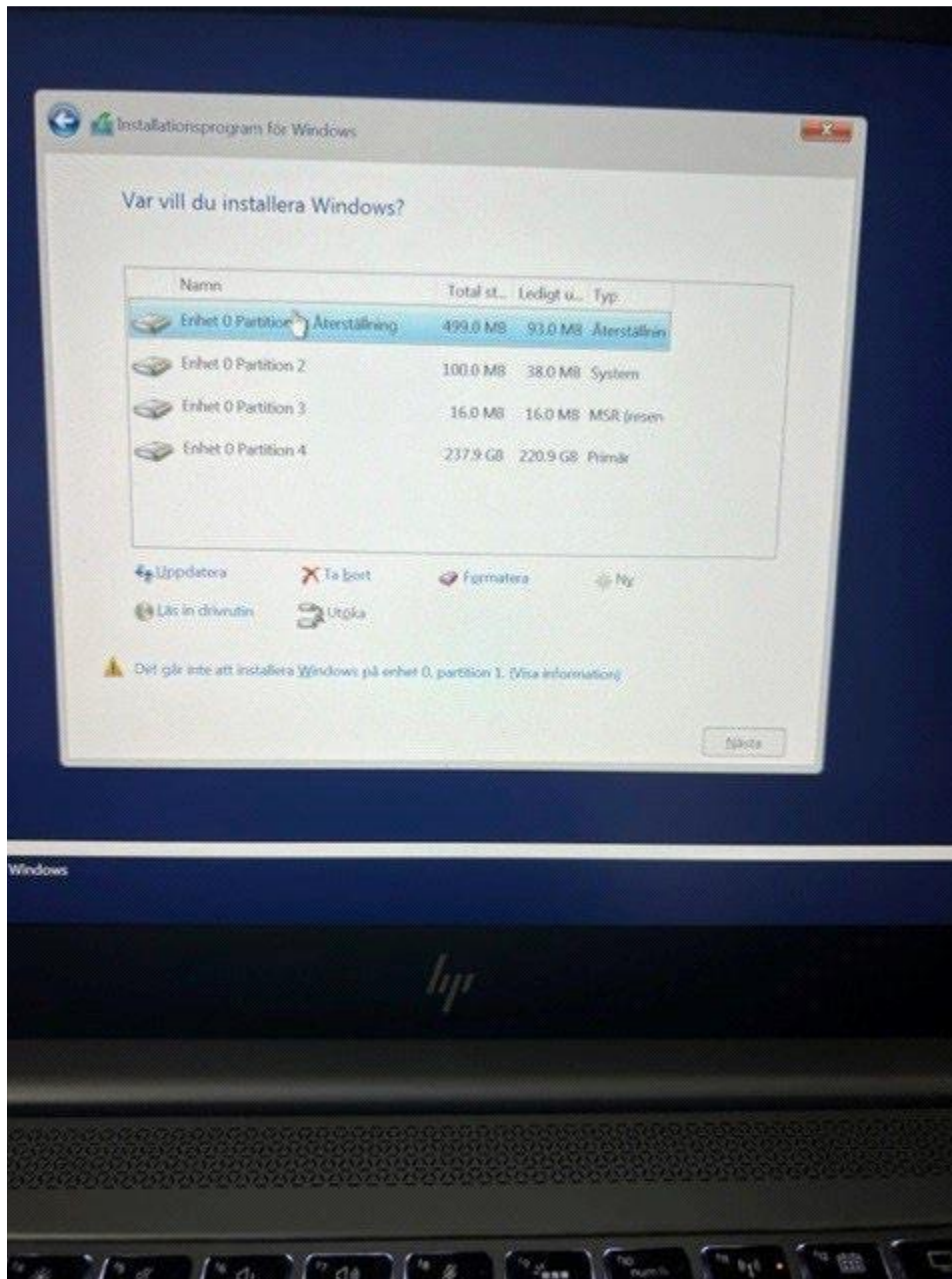 Installationsprogram för Windows
Var vill du installera Windows?
Namn Total st... Ledigt u... Typ
Enhet 0 Partition Återställning 499.0 MB 93.0 MB Återställnin
Enhet 0 Partition 2 100.0 MB 38.0 MB System
Enhet 0 Partition 3 16.0 MB 16.0 MB MSR (reserv
Enhet 0 Partition 4 237.9 GB 220.9 GB Primär
Uppdatera Ta bort Formatera Ny
Läs in drivrutin Utöka
Det går inte att installera Windows på enhet 0, partition 1. (Visa information)
Nästa
Windows
hp